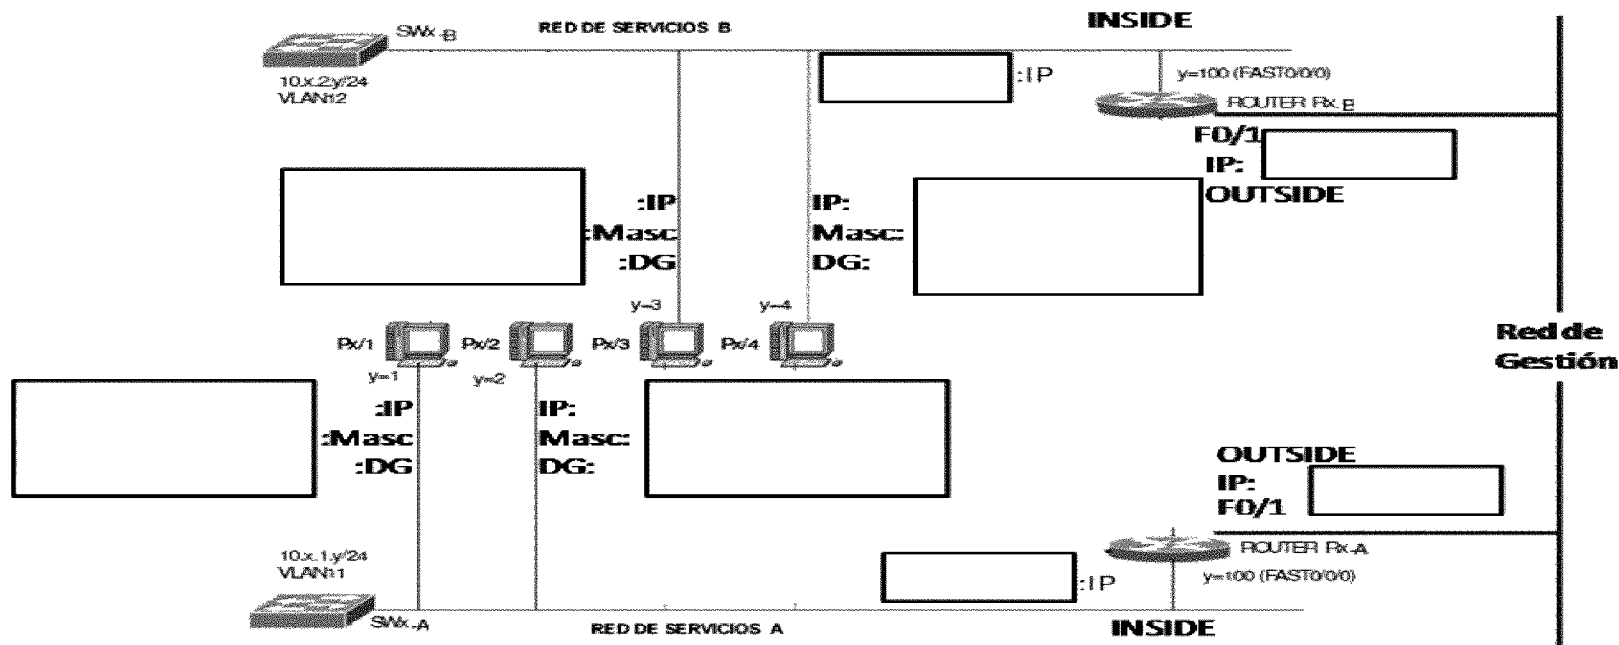 SWx-B
RED DE SERVICIOS B
INSIDE
10.x.2.y/24
VLAN12
:IP
y=100 (FAST0/0/0)
ROUTER Rx-B
F0/1
IP:
OUTSIDE
:IP
:Masc
:DG
IP:
Masc:
DG:
y=3
y=4
Px/1
Px/2
Px/3
Px/4
y=1
y=2
Red de
Gestión
:IP
:Masc
:DG
IP:
Masc:
DG:
OUTSIDE
IP:
F0/1
10.x.1.y/24
VLAN11
:IP
ROUTER Rx-A
y=100 (FAST0/0/0)
SWx-A
RED DE SERVICIOS A
INSIDE